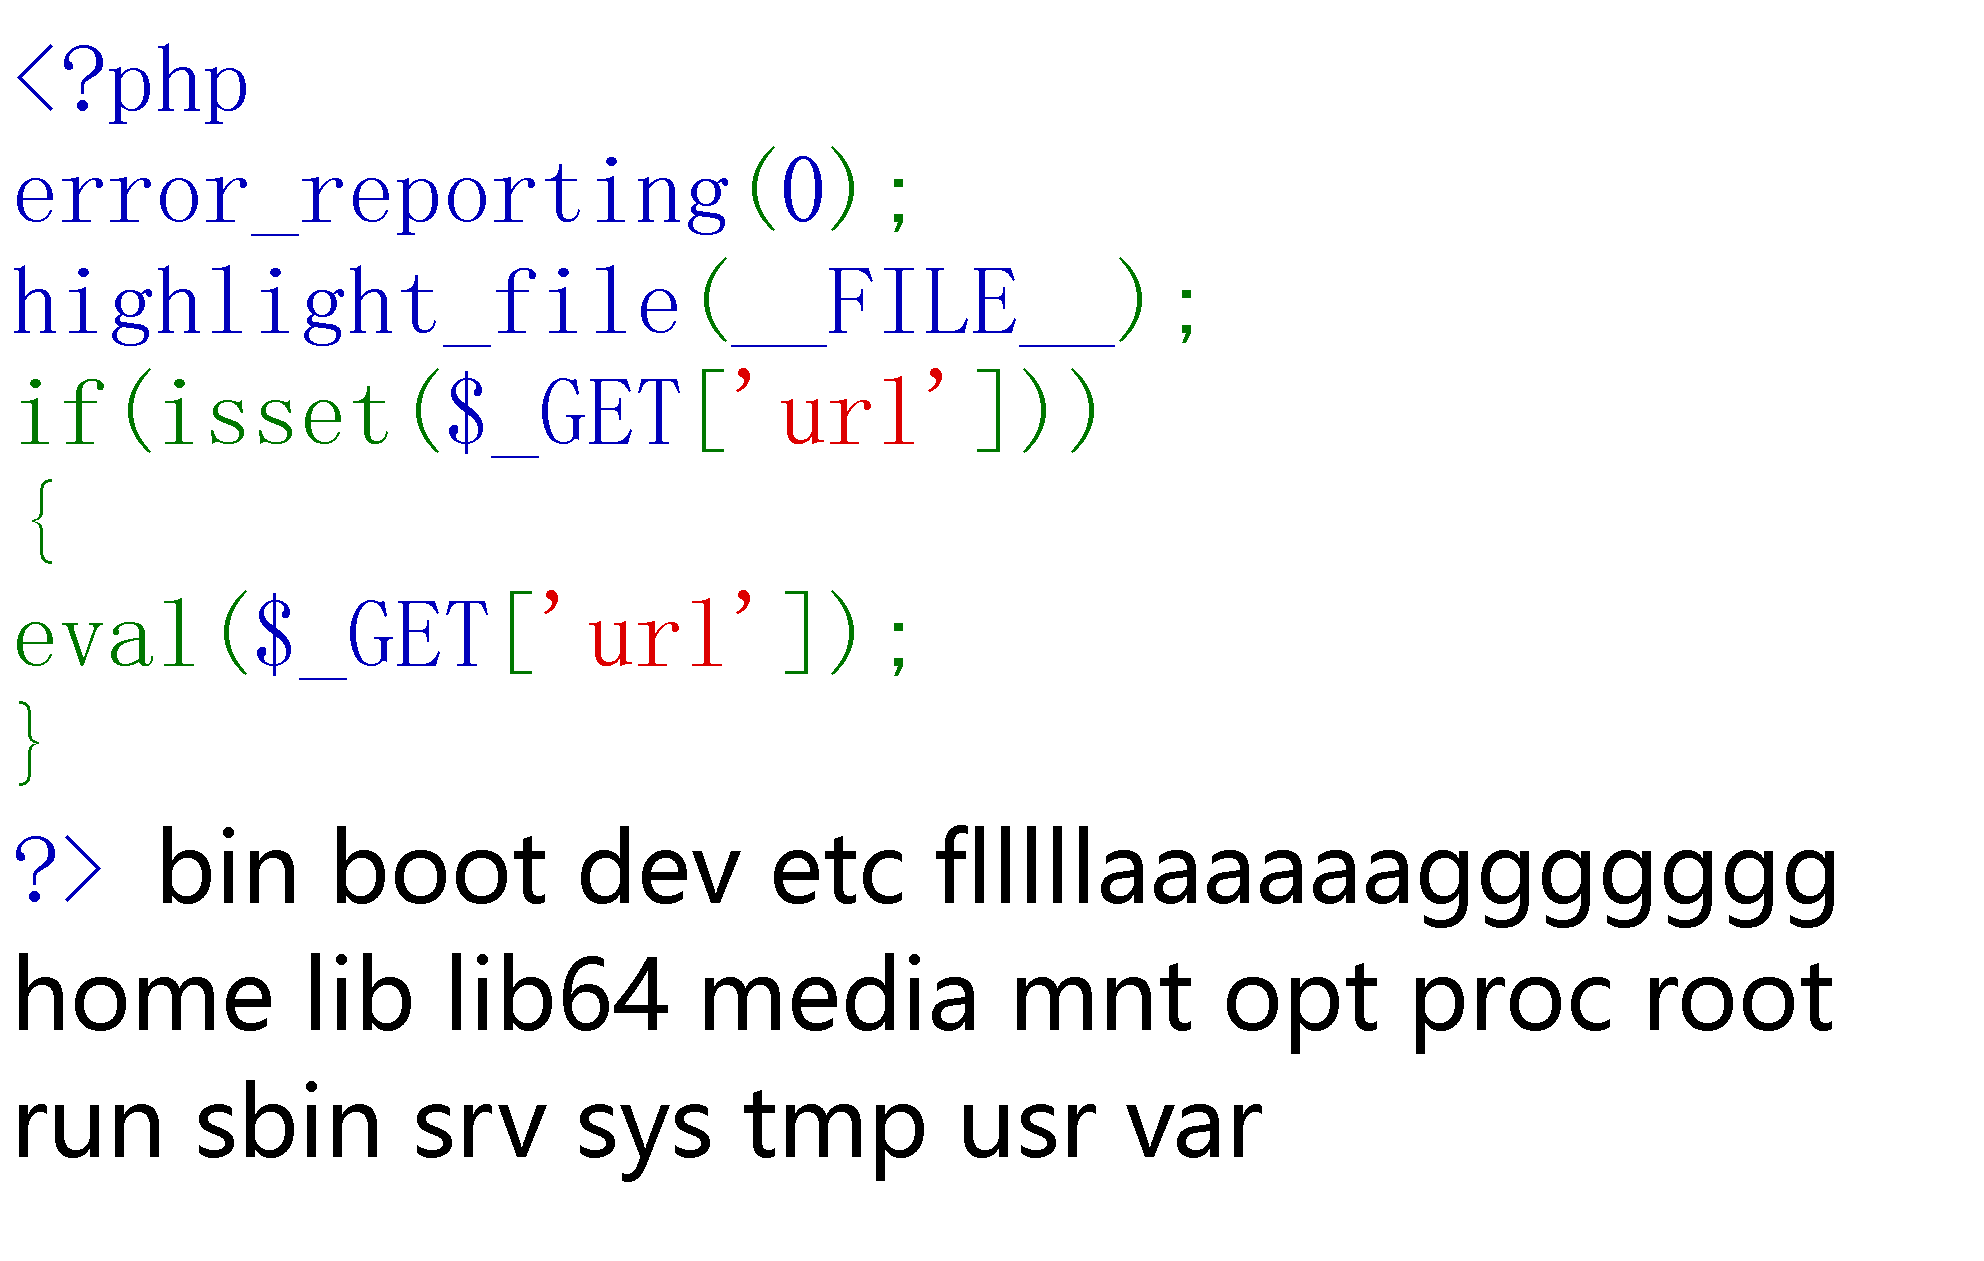 <?php
error_reporting(0);
highlight_file(__FILE__);
if(isset($_GET['url']))
{
eval($_GET['url']);
}
?> bin boot dev etc flllllaaaaaaggggggg
home lib lib64 media mnt opt proc root
run sbin srv sys tmp usr var